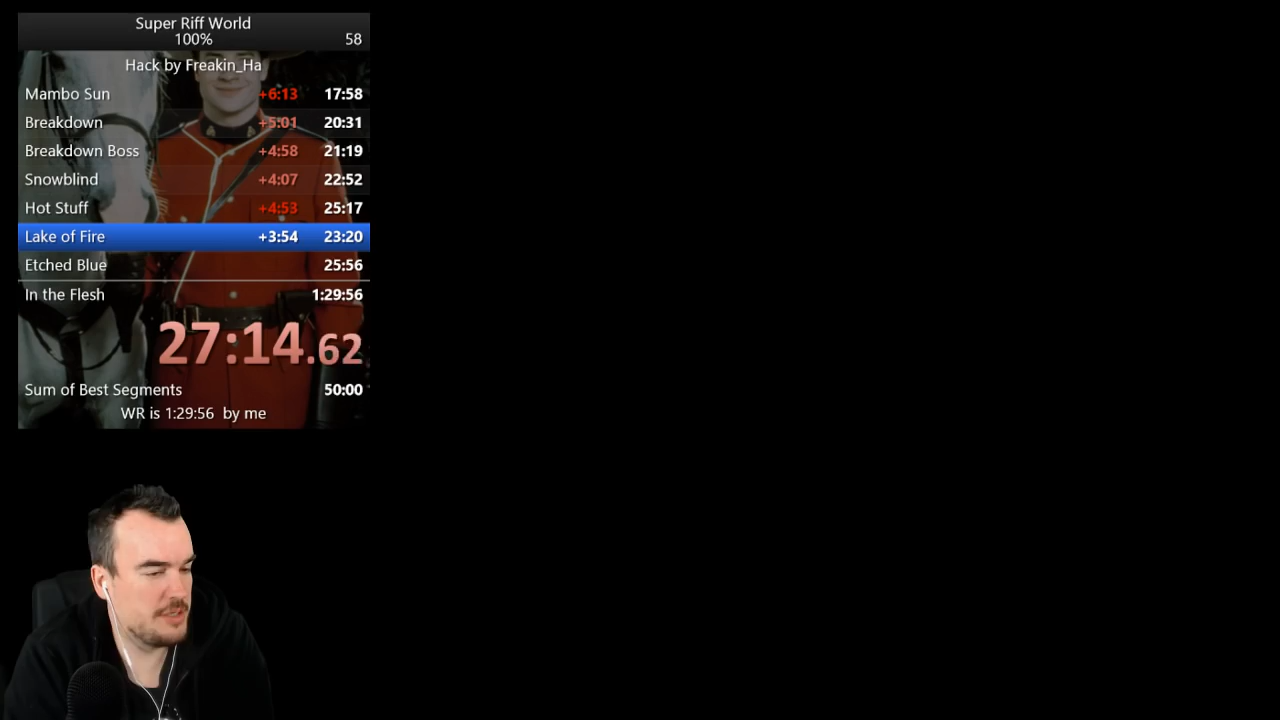 Super Riff World
100% 58
Hack by Freakin_Ha
Mambo Sun +6:13 17:58
Breakdown +5:01 20:31
Breakdown Boss +4:58 21:19
Snowblind +4:07 22:52
Hot Stuff +4:53 25:17
Lake of Fire +3:54 23:20
Etched Blue 25:56
In the Flesh 1:29:56
27:14.62
Sum of Best Segments 50:00
WR is 1:29:56 by me